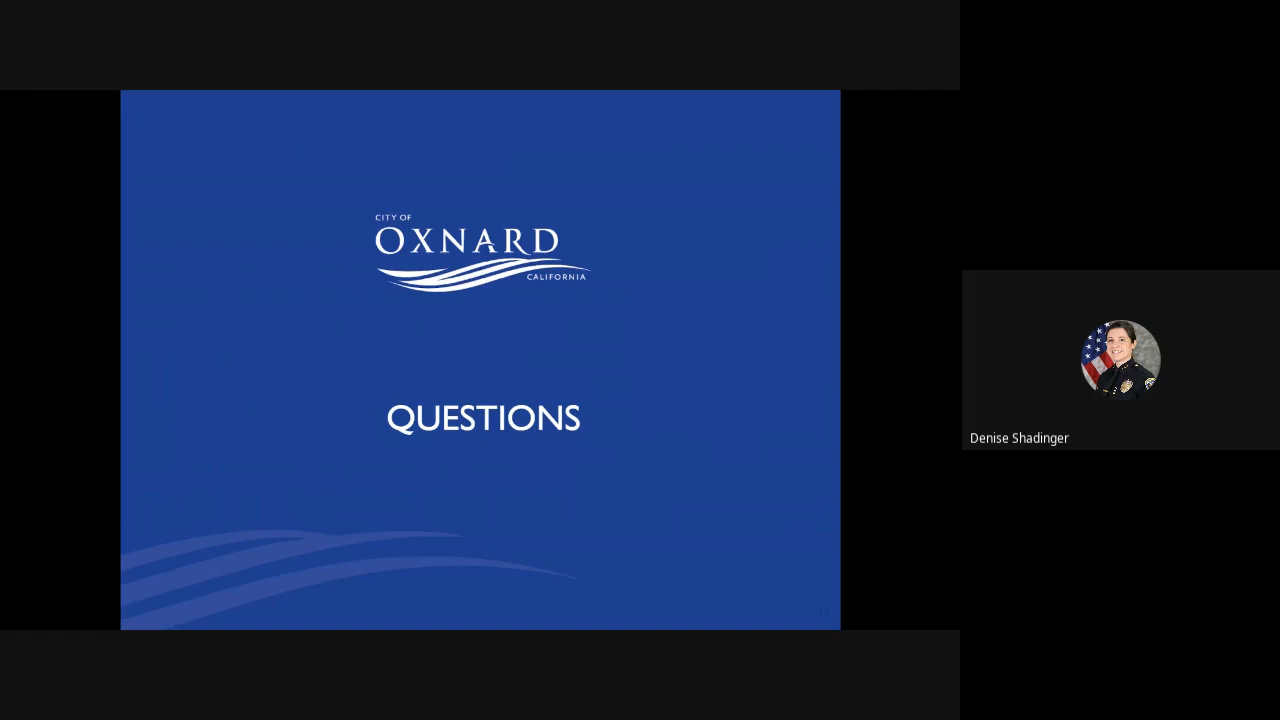 CITY OF
OXNARD
CALIFORNIA
QUESTIONS
Denise Shadinger